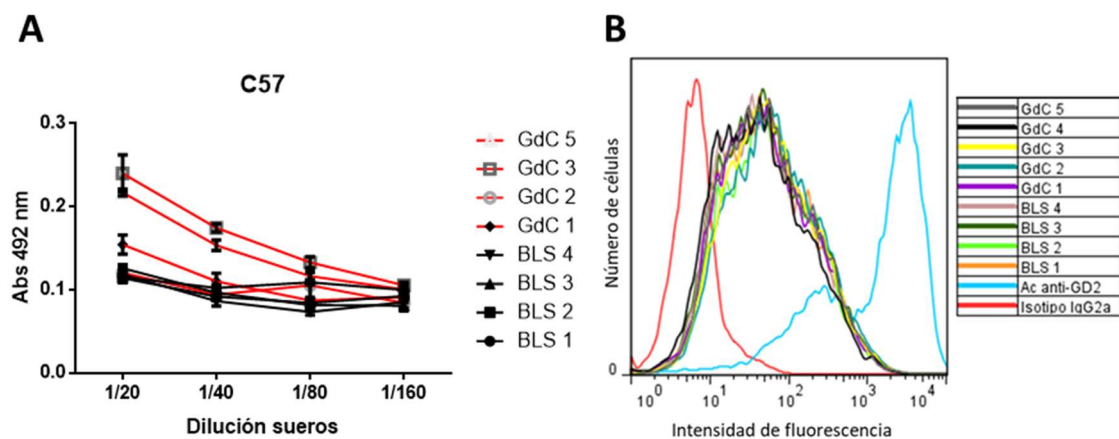 A
C57
Abs 492 nm
0.3
0.2
0.1
0.0
1/20 1/40 1/80 1/160
Dilución sueros
GdC 5
GdC 3
GdC 2
GdC 1
BLS 4
BLS 3
BLS 2
BLS 1
B
Número de células
0
10^0 10^1 10^2 10^3 10^4
Intensidad de fluorescencia
GdC 5
GdC 4
GdC 3
GdC 2
GdC 1
BLS 4
BLS 3
BLS 2
BLS 1
Ac anti-GD2
Isotipo IgG2a